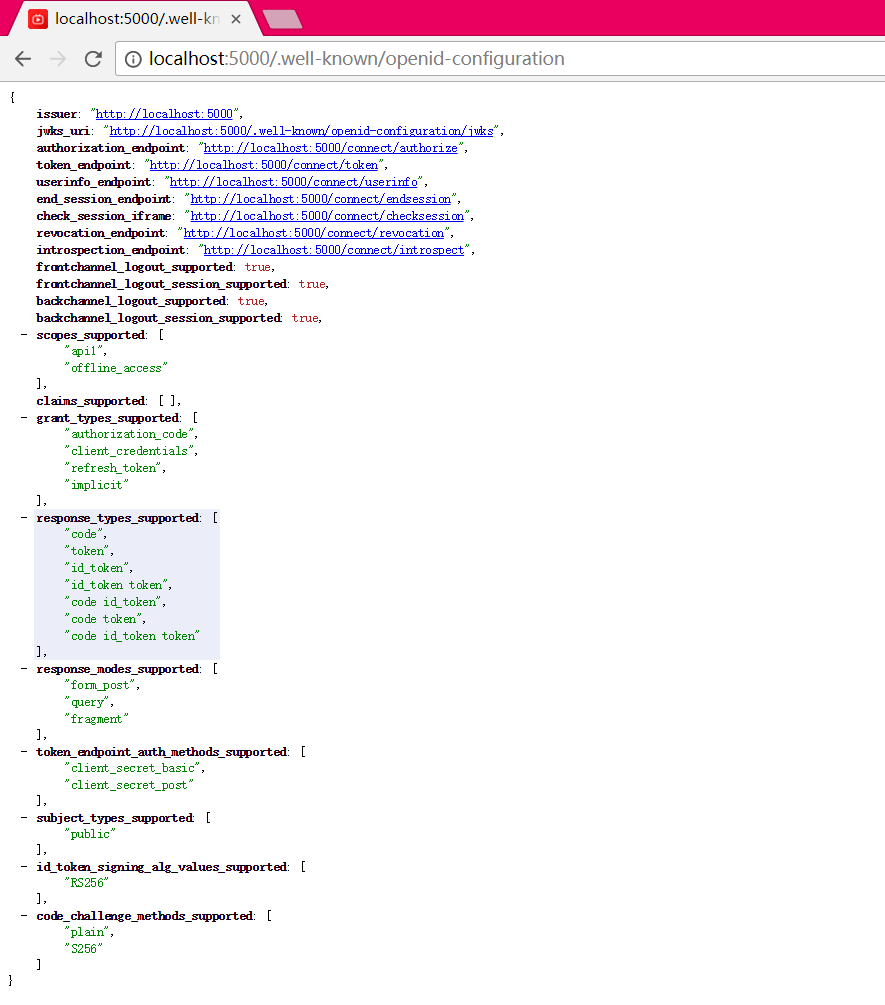 localhost:5000/.well-kn
localhost:5000/.well-known/openid-configuration
{
issuer: "http://localhost:5000",
jwks_uri: "http://localhost:5000/.well-known/openid-configuration/jwks",
authorization_endpoint: "http://localhost:5000/connect/authorize",
token_endpoint: "http://localhost:5000/connect/token",
userinfo_endpoint: "http://localhost:5000/connect/userinfo",
end_session_endpoint: "http://localhost:5000/connect/endsession",
check_session_iframe: "http://localhost:5000/connect/checksession",
revocation_endpoint: "http://localhost:5000/connect/revocation",
introspection_endpoint: "http://localhost:5000/connect/introspect",
frontchannel_logout_supported: true,
frontchannel_logout_session_supported: true,
backchannel_logout_supported: true,
backchannel_logout_session_supported: true,
- scopes_supported: [
"api1",
"offline_access"
],
claims_supported: [ ],
- grant_types_supported: [
"authorization_code",
"client_credentials",
"refresh_token",
"implicit"
],
- response_types_supported: [
"code",
"token",
"id_token",
"id_token token",
"code id_token",
"code token",
"code id_token token"
],
- response_modes_supported: [
"form_post",
"query",
"fragment"
],
- token_endpoint_auth_methods_supported: [
"client_secret_basic",
"client_secret_post"
],
- subject_types_supported: [
"public"
],
- id_token_signing_alg_values_supported: [
"RS256"
],
- code_challenge_methods_supported: [
"plain",
"S256"
]
}